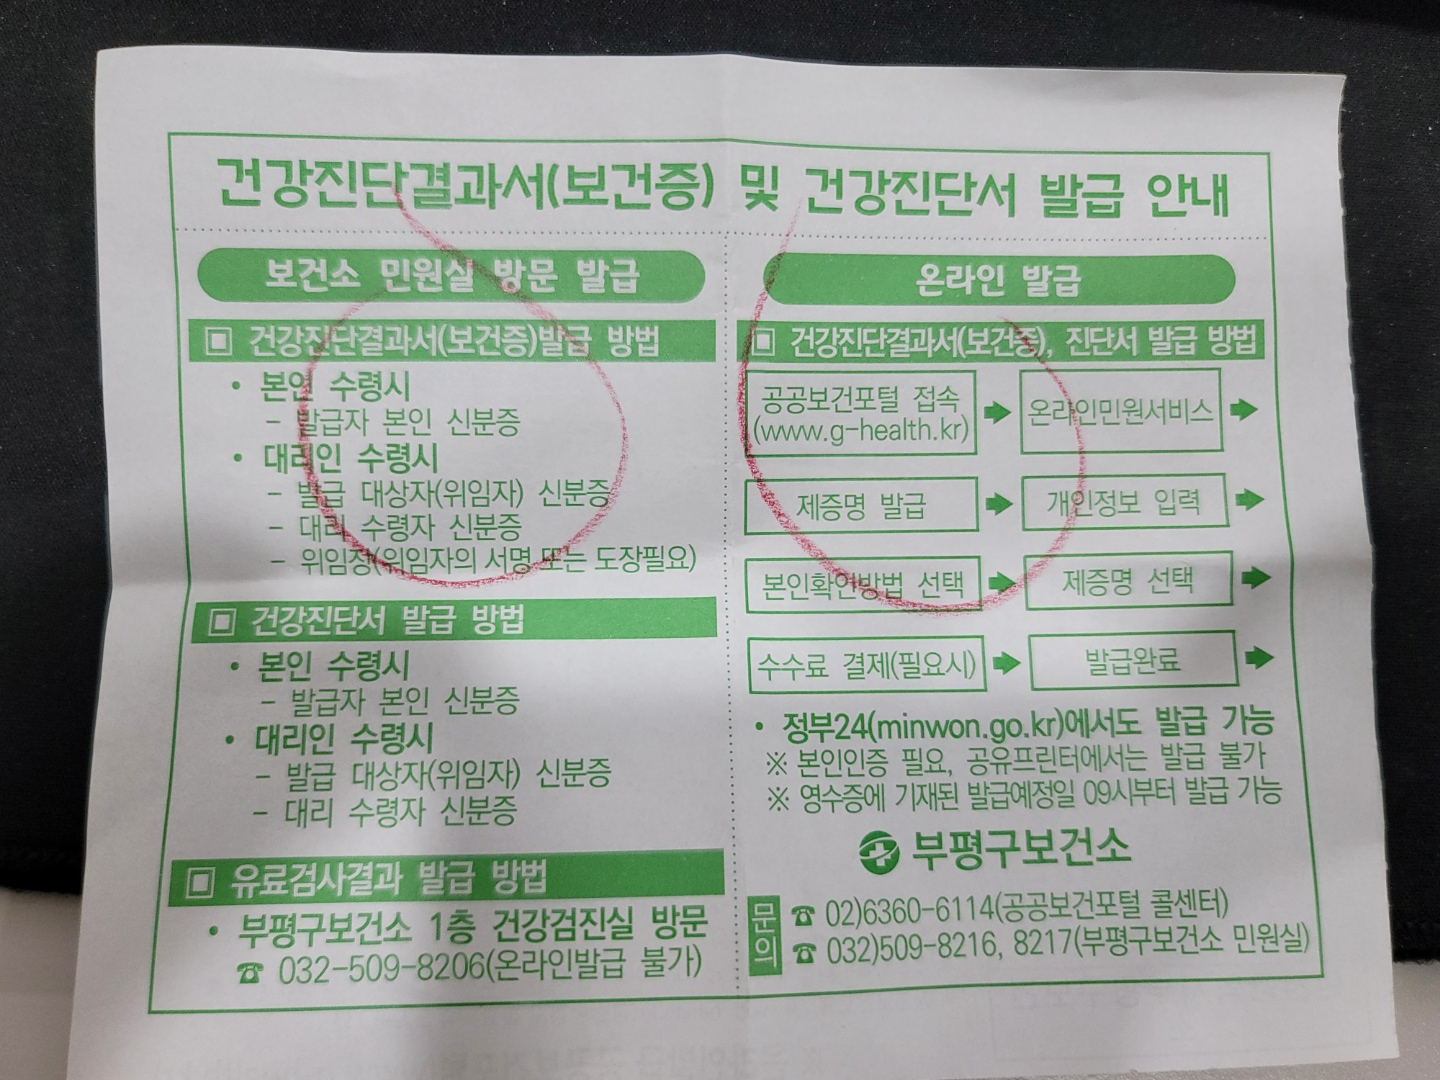 건강진단결과서(보건증) 및 건강진단서 발급 안내
보건소 민원실 방문 발급
▣ 건강진단결과서(보건증)발급 방법
• 본인 수령시
- 발급자 본인 신분증
• 대리인 수령시
- 발급 대상자(위임자) 신분증
- 대리 수령자 신분증
- 위임장(위임자의 서명 또는 도장필요)
▣ 건강진단서 발급 방법
• 본인 수령시
- 발급자 본인 신분증
• 대리인 수령시
- 발급 대상자(위임자) 신분증
- 대리 수령자 신분증
▣ 유료검사결과 발급 방법
• 부평구보건소 1층 건강검진실 방문
☎ 032-509-8206(온라인발급 불가)
온라인 발급
▣ 건강진단결과서(보건증), 진단서 발급 방법
공공보건포털 접속
(www.g-health.kr)
온라인민원서비스
제증명 발급
개인정보 입력
본인확인방법 선택
제증명 선택
수수료 결제(필요시)
발급완료
• 정부24(minwon.go.kr)에서도 발급 가능
※ 본인인증 필요, 공유프린터에서는 발급 불가
※ 영수증에 기재된 발급예정일 09시부터 발급 가능
부평구보건소
문의
☎ 02)6360-6114(공공보건포털 콜센터)
☎ 032)509-8216, 8217(부평구보건소 민원실)